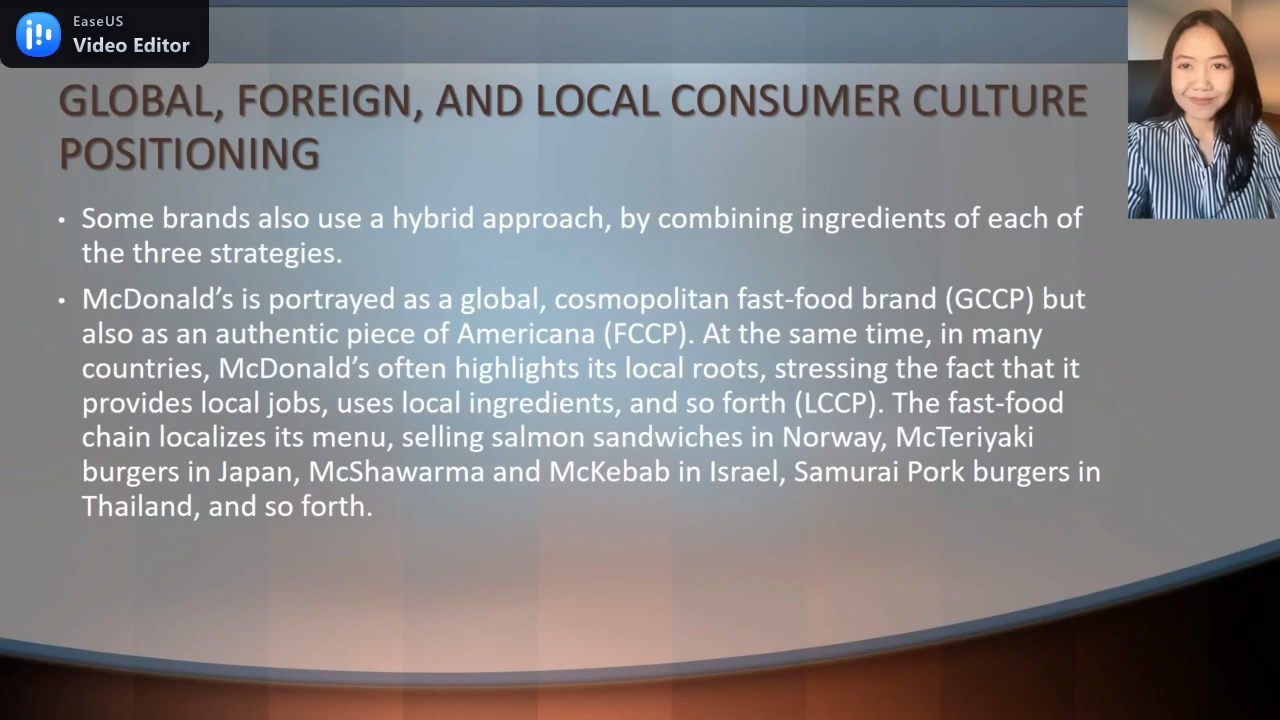 EaseUS
Video Editor
GLOBAL, FOREIGN, AND LOCAL CONSUMER CULTURE
POSITIONING
• Some brands also use a hybrid approach, by combining ingredients of each of
the three strategies.
• McDonald’s is portrayed as a global, cosmopolitan fast-food brand (GCCP) but
also as an authentic piece of Americana (FCCP). At the same time, in many
countries, McDonald’s often highlights its local roots, stressing the fact that it
provides local jobs, uses local ingredients, and so forth (LCCP). The fast-food
chain localizes its menu, selling salmon sandwiches in Norway, McTeriyaki
burgers in Japan, McShawarma and McKebab in Israel, Samurai Pork burgers in
Thailand, and so forth.